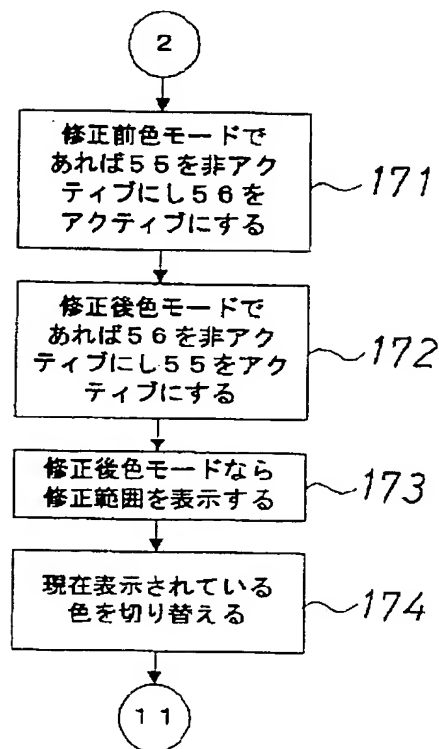 2
修正前色モードで
あれば55を非アク
ティブにし56を
アクティブにする
171
修正後色モードで
あれば56を非アク
ティブにし55をアク
ティブにする
172
修正後色モードなら
修正範囲を表示する
173
現在表示されている
色を切り替える
174
11